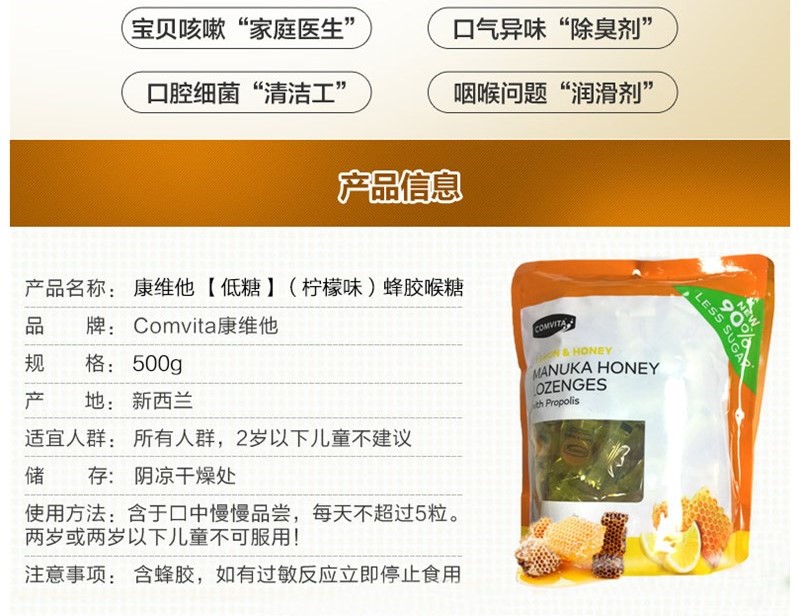 宝贝咳嗽“家庭医生”
口气异味“除臭剂”
口腔细菌“清洁工”
咽喉问题“润滑剂”
产品信息
产品名称： 康维他【低糖】（柠檬味）蜂胶喉糖
品 牌： Comvita康维他
规 格： 500g
产 地： 新西兰
适宜人群： 所有人群，2岁以下儿童不建议
储 存： 阴凉干燥处
使用方法：含于口中慢慢品尝，每天不超过5粒。
两岁或两岁以下儿童不可服用！
注意事项： 含蜂胶，如有过敏反应立即停止食用
COMVITA
NEW
90%
LESS SUGAR
& HONEY
MANUKA HONEY
LOZENGES
with Propolis